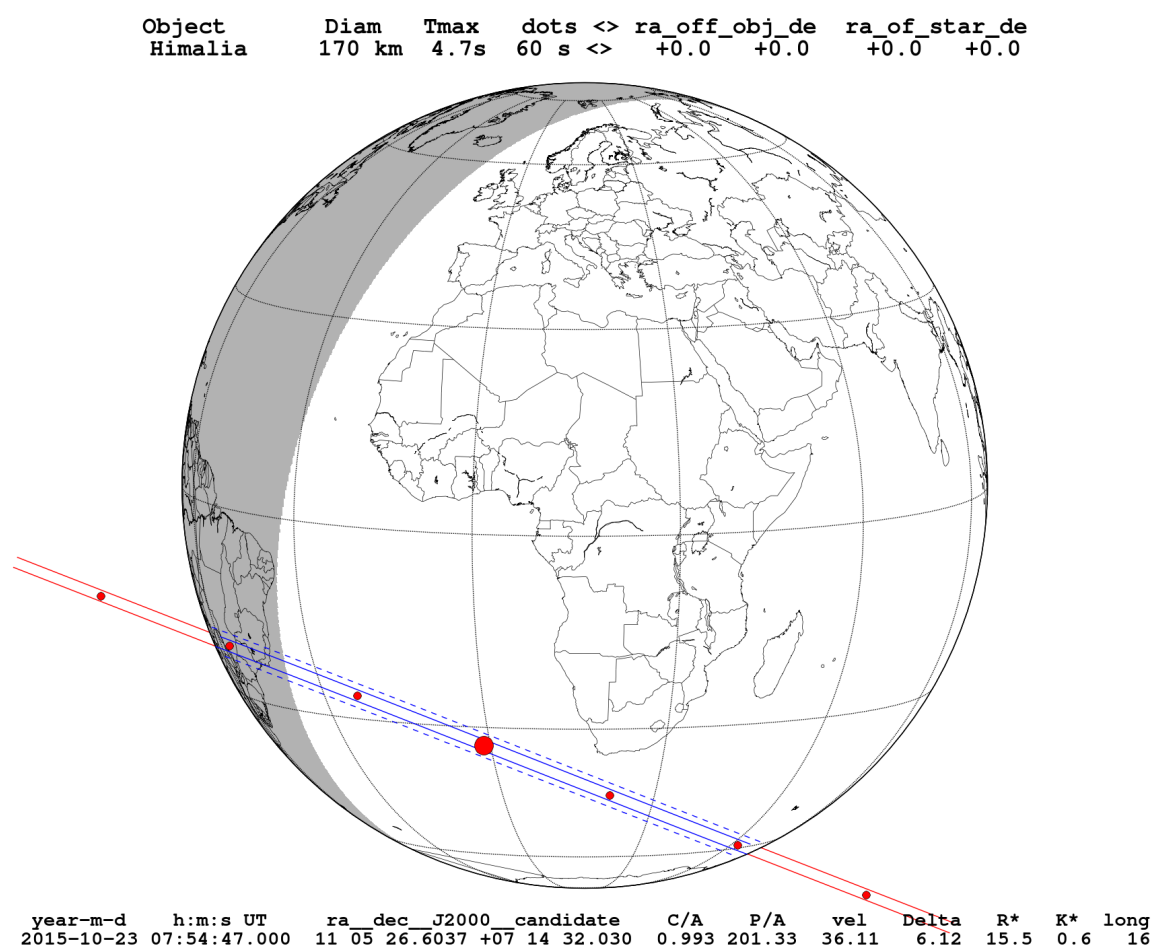 Object Diam Tmax dots <> ra_off_obj_de ra_of_star_de
Himalia 170 km 4.7s 60 s <> +0.0 +0.0 +0.0 +0.0
year-m-d h:m:s UT ra__dec__J2000__candidate C/A P/A vel Delta R* K* long
2015-10-23 07:54:47.000 11 05 26.6037 +07 14 32.030 0.993 201.33 36.11 6.12 15.5 0.6 16